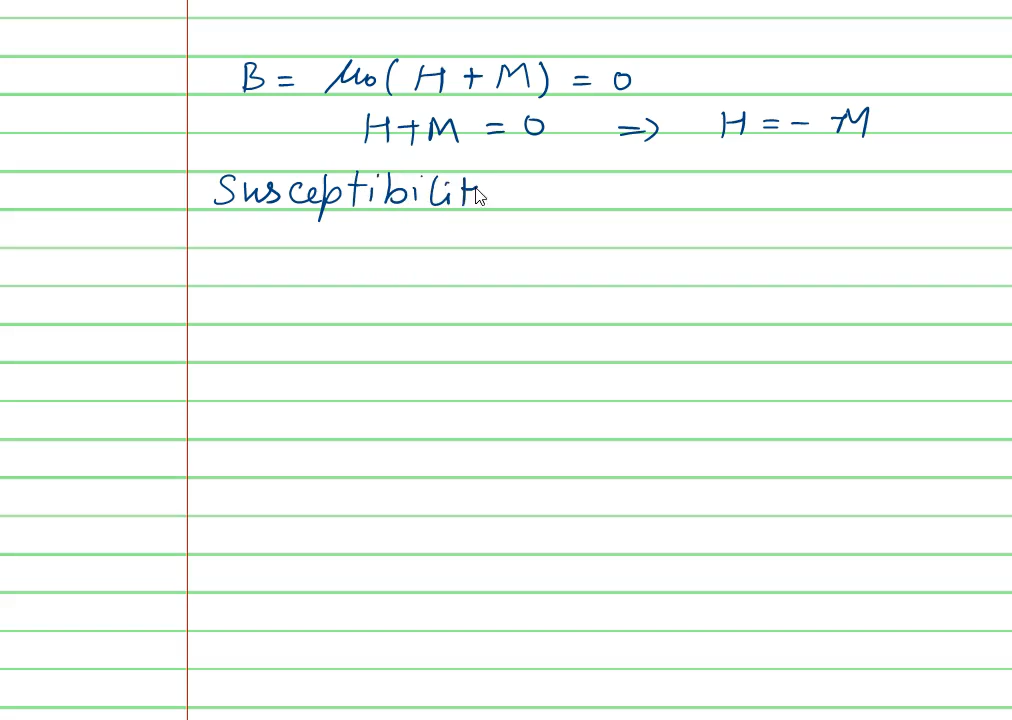 B = μ₀( H + M ) = 0
H + M = 0 => H = - M
Susceptibilit